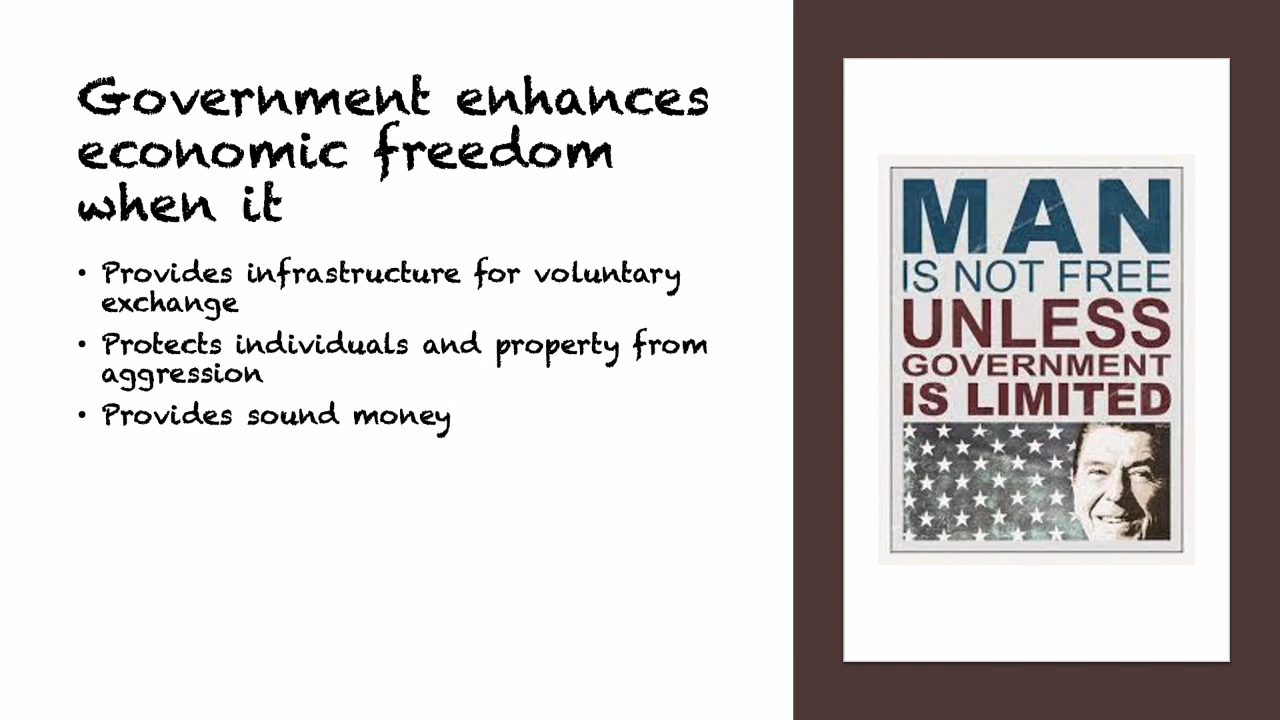 Government enhances
economic freedom
when it
• Provides infrastructure for voluntary
exchange
• Protects individuals and property from
aggression
• Provides sound money
MAN
IS NOT FREE
UNLESS
GOVERNMENT
IS LIMITED